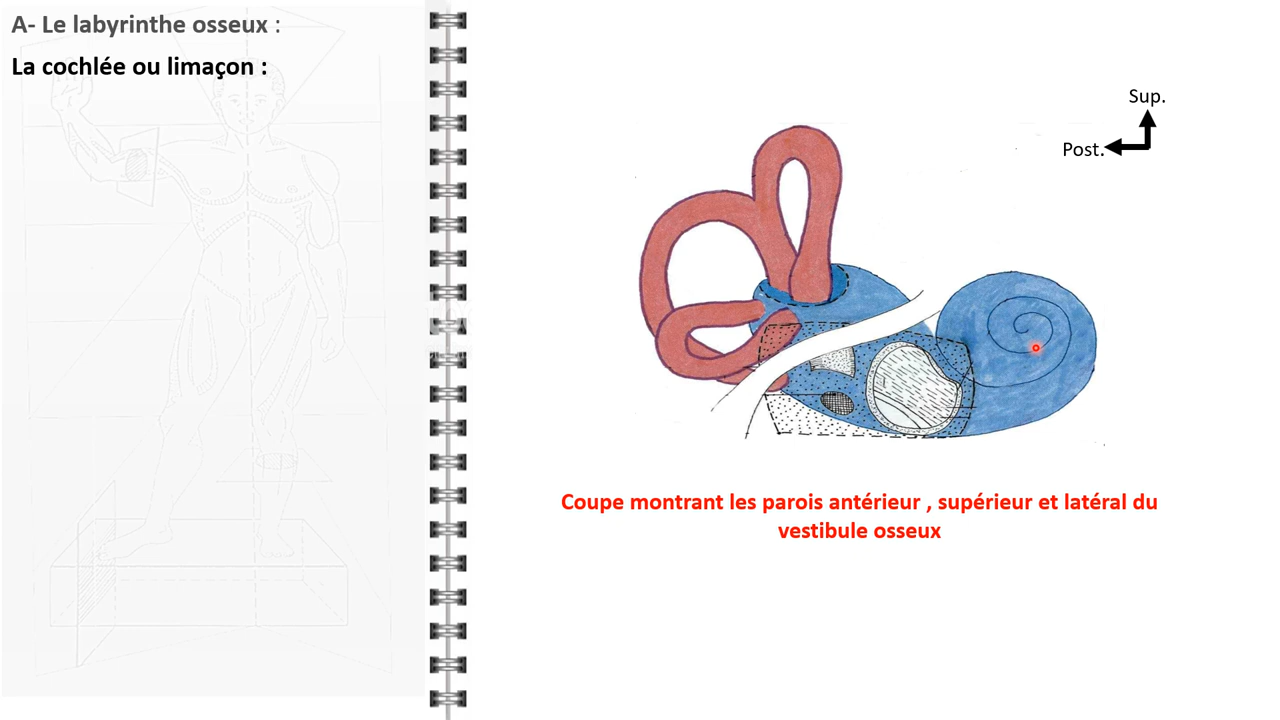 A- Le labyrinthe osseux :
La cochlée ou limaçon :
Sup.
Post.
Coupe montrant les parois antérieur , supérieur et latéral du
vestibule osseux